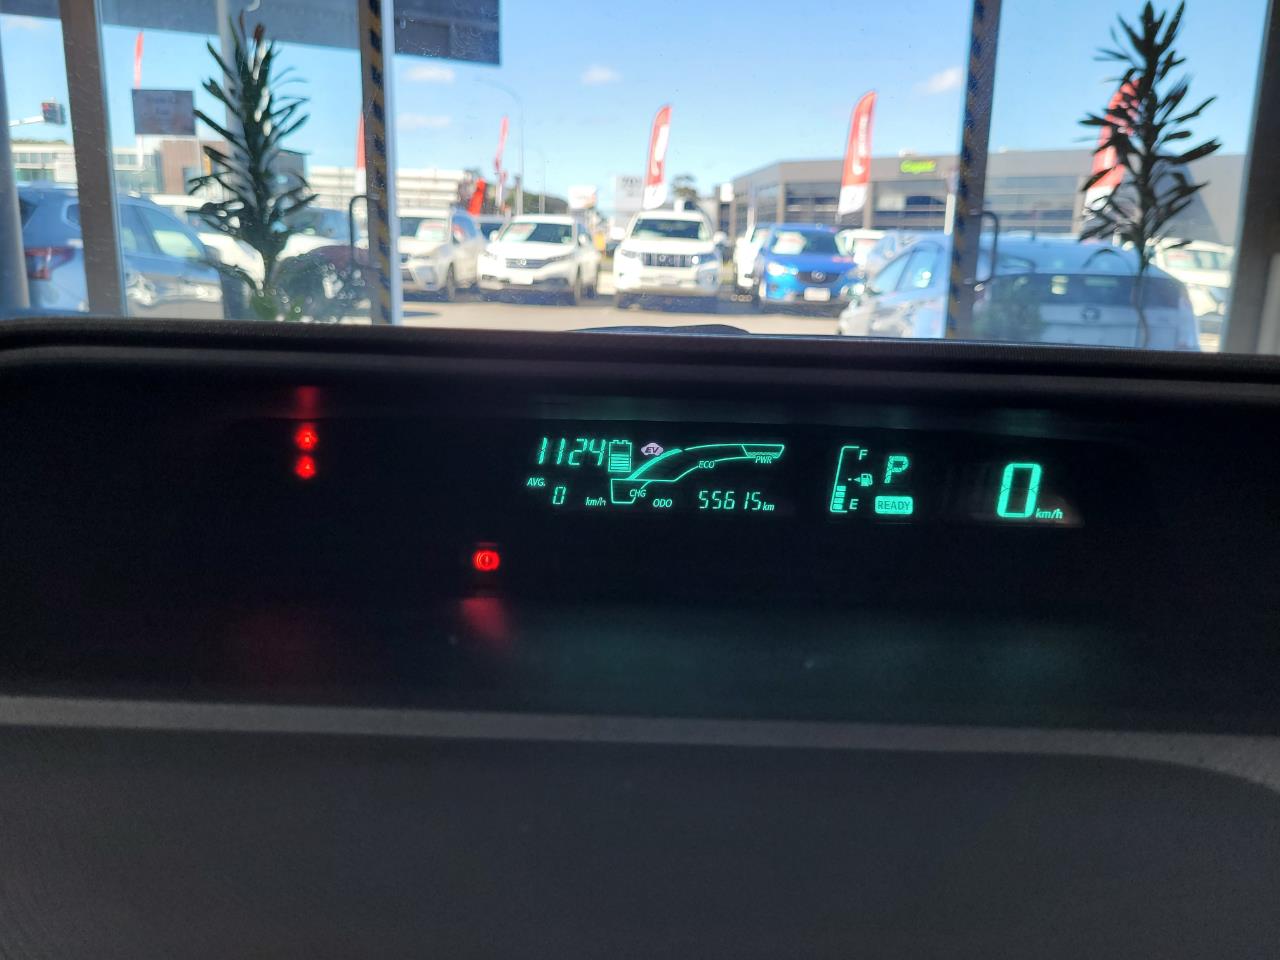 1124
EV
ECO
PWR
AVG.
0 km/h
CHG
ODO 55615 km
F
E
P
READY
0 km/h